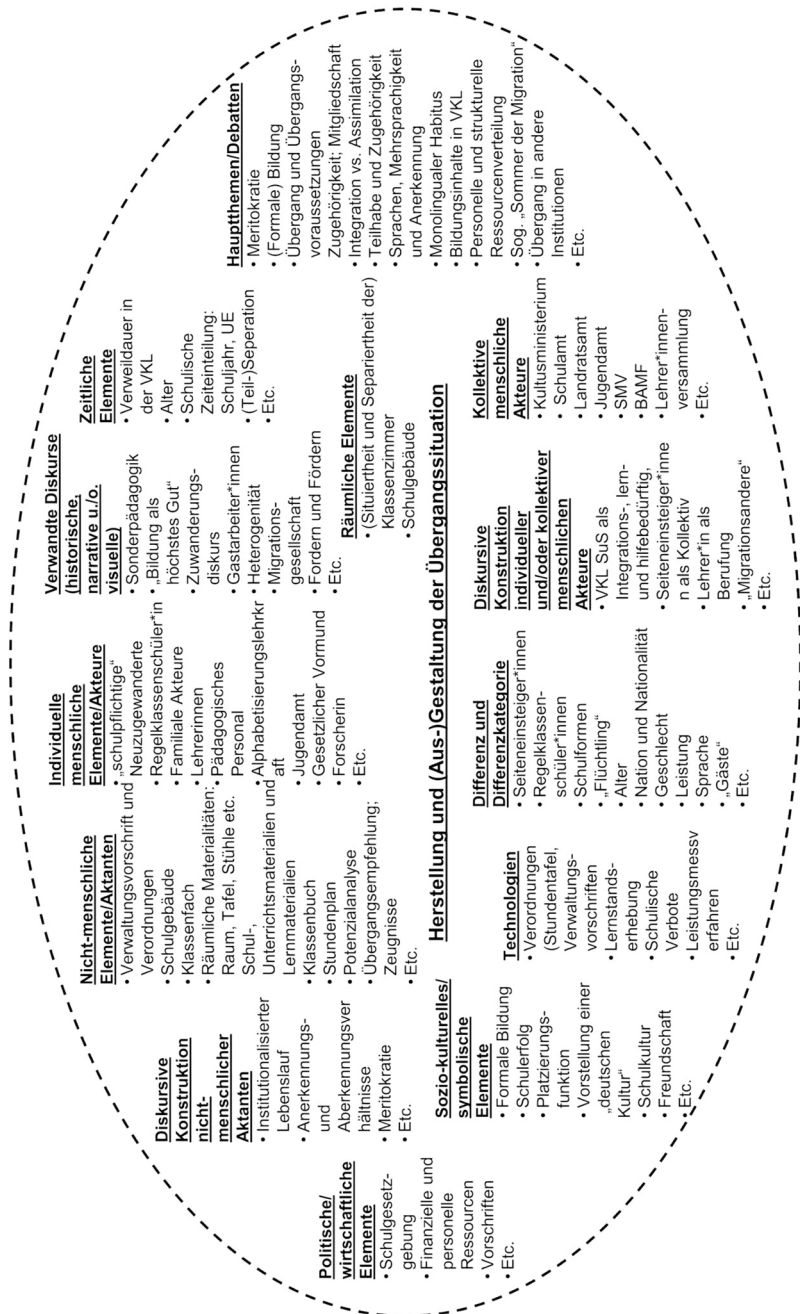 Politische/
wirtschaftliche
Elemente
• Schulgesetz-
gebung
• Finanzielle und
personelle
Ressourcen
• Vorschriften
• Etc.
Diskursive
Konstruktion
nicht-
menschlicher
Aktanten
• Institutionalisierter
Lebenslauf
• Anerkennungs-
und
Aberkennungsver
hältnisse
• Meritokratie
• Etc.
Nicht-menschliche
Elemente/Aktanten
• Verwaltungsvorschrift und
Verordnungen
• Schulgebäude
• Klassenfach
• Räumliche Materialitäten;
Raum, Tafel, Stühle etc.
Schul-,
Unterrichtsmaterialien und
Lernmaterialien
• Klassenbuch
• Stundenplan
• Potenzialanalyse
• Übergangsempfehlung;
Zeugnisse
• Etc.
Individuelle
menschliche
Elemente/Akteure
• „schulpflichtige“
Neuzugewanderte
• Regelklassenschüler*in
• Familiale Akteure
• Lehrerinnen
• Pädagogisches
Personal
• Alphabetisierungslehrkr
aft
• Jugendamt
• Gesetzlicher Vormund
• Forscherin
• Etc.
Verwandte Diskurse
(historische,
narrative u./o.
visuelle)
• Sonderpädagogik
• „Bildung als
höchstes Gut“
• Zuwanderungs-
diskurs
• Gastarbeiter*innen
• Heterogenität
• Migrations-
gesellschaft
• Fordern und Fördern
• Etc.
Zeitliche
Elemente
• Verweildauer in
der VKL
• Alter
• Schulische
Zeiteinteilung;
Schuljahr, UE
• (Teil-)Seperation
• Etc.
Hauptthemen/Debatten
• Meritokratie
• (Formale) Bildung
• Übergang und Übergangs-
voraussetzungen
Zugehörigkeit; Mitgliedschaft
• Integration vs. Assimilation
• Teilhabe und Zugehörigkeit
• Sprachen, Mehrsprachigkeit
und Anerkennung
• Monolingualer Habitus
• Bildungsinhalte in VKL
• Personelle und strukturelle
Ressourcenverteilung
• Sog. „Sommer der Migration“
• Übergang in andere
Institutionen
• Etc.
Räumliche Elemente
• (Situiertheit und Separiertheit der)
Klassenzimmer
• Schulgebäude
Herstellung und (Aus-)Gestaltung der Übergangssituation
Sozio-kulturelles/
symbolische
Elemente
• Formale Bildung
• Schulerfolg
• Platzierungs-
funktion
• Vorstellung einer
„deutschen
Kultur“
• Schulkultur
• Freundschaft
• Etc.
Technologien
• Verordnungen
(Stundentafel,
Verwaltungs-
vorschriften
• Lernstands-
erhebung
• Schulische
Verbote
• Leistungsmessv
erfahren
• Etc.
Differenz und
Differenzkategorie
• Seiteneinsteiger*innen
• Regelklassen-
schüler*innen
• Schulformen
• „Flüchtling“
• Alter
• Nation und Nationalität
• Geschlecht
• Leistung
• Sprache
• „Gäste“
• Etc.
Diskursive
Konstruktion
individueller
und/oder kollektiver
menschlichen
Akteure
• VKL SuS als
Integrations-, lern-
und hilfebedürftig,
• Seiteneinsteiger*inne
n als Kollektiv
• Lehrer*in als
Berufung
• „Migrationsandere“
• Etc.
Kollektive
menschliche
Akteure
• Kultusministerium
• Schulamt
• Landratsamt
• Jugendamt
• SMV
• BAMF
• Lehrer*innen-
versammlung
• Etc.